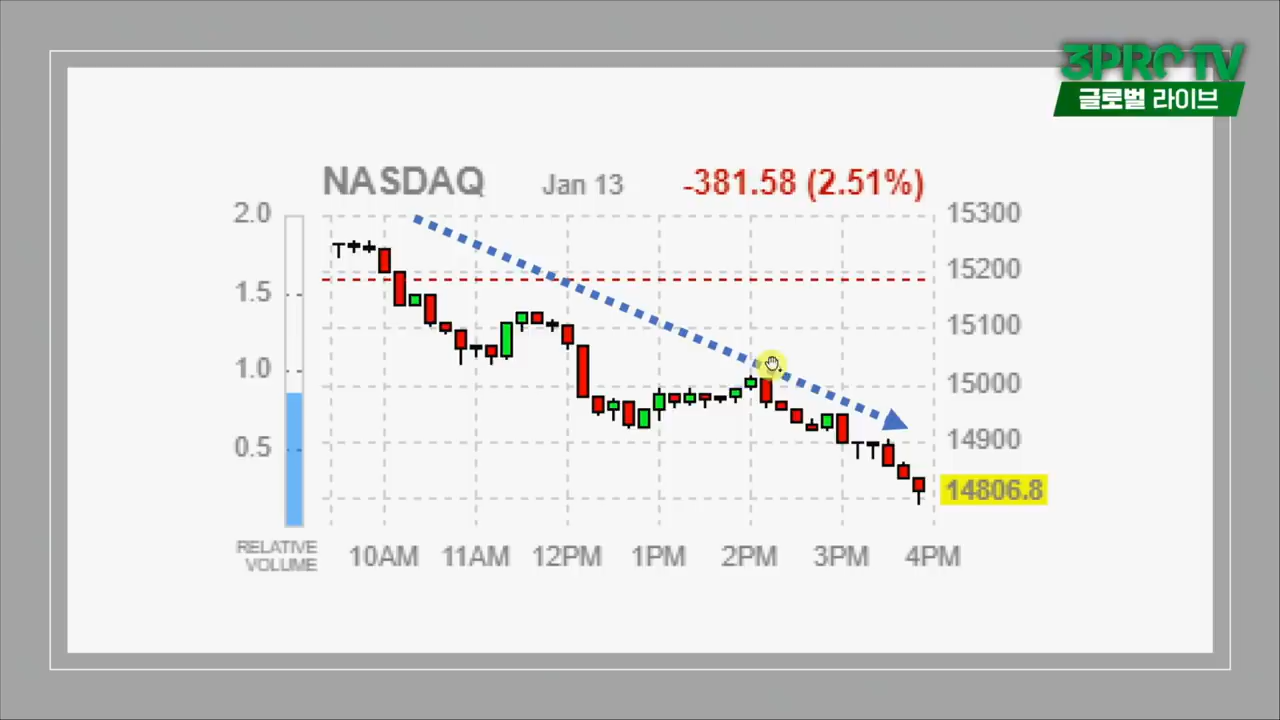 3PRO TV
글로벌 라이브
NASDAQ Jan 13 -381.58 (2.51%)
2.0 15300
15200
1.5
15100
1.0 15000
14900
0.5
14806.8
RELATIVE
VOLUME
10AM 11AM 12PM 1PM 2PM 3PM 4PM